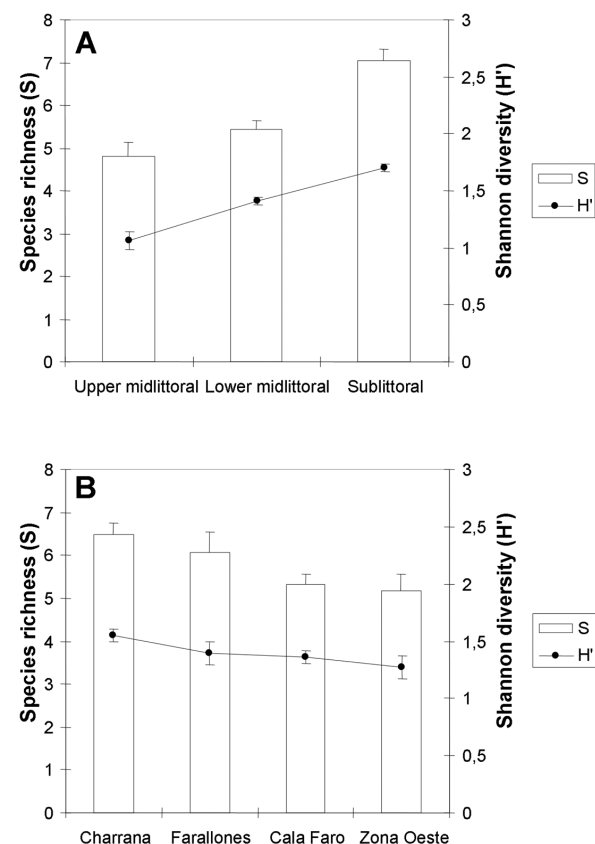 A
Species richness (S)
8
7
6
5
4
3
2
1
0
3
2,5
2
1,5
1
0,5
0
Shannon diversity (H')
S
H'
Upper midlittoral Lower midlittoral Sublittoral
B
Species richness (S)
8
7
6
5
4
3
2
1
0
3
2,5
2
1,5
1
0,5
0
Shannon diversity (H')
S
H'
Charrana Farallones Cala Faro Zona Oeste